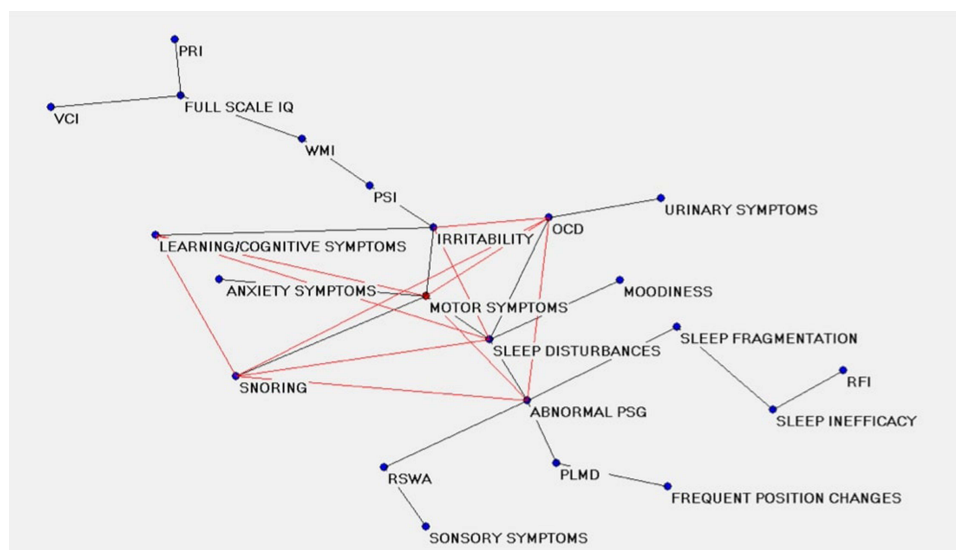 PRI
FULL SCALE IQ
VCI
WMI
PSI
URINARY SYMPTOMS
OCD
IRRITABILITY
LEARNING/COGNITIVE SYMPTOMS
ANXIETY SYMPTOMS
MOODINESS
MOTOR SYMPTOMS
SLEEP FRAGMENTATION
SLEEP DISTURBANCES
RFI
SNORING
ABNORMAL PSG
SLEEP INEFFICACY
PLMD
RSWA
FREQUENT POSITION CHANGES
SONSORY SYMPTOMS